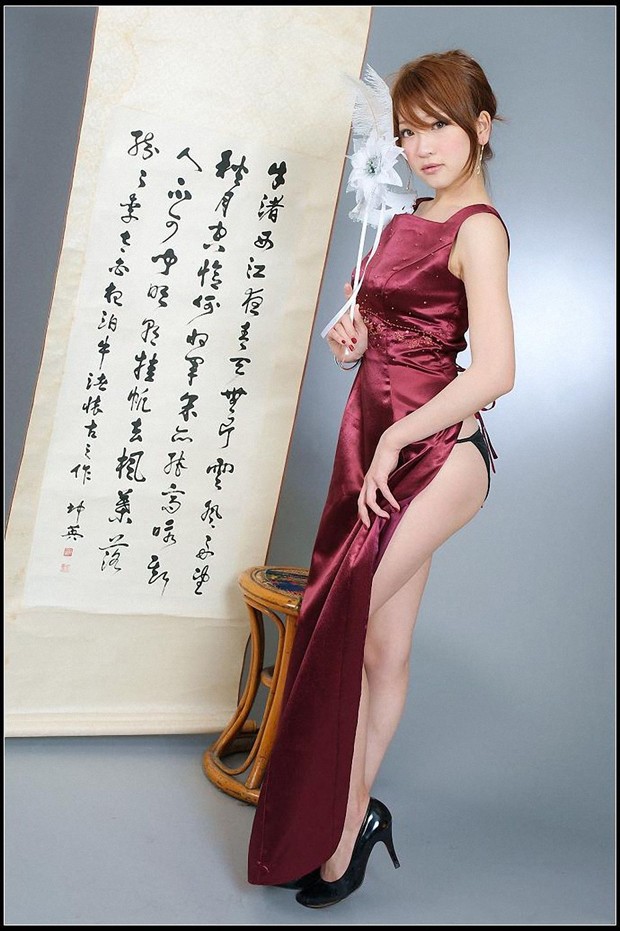 牛渚西江夜青天無片雲登舟望
秋月空憶謝將軍余亦能高詠斯
人不可聞明朝挂帆去楓葉落
紛々李太白夜泊牛渚懷古之作
坤英